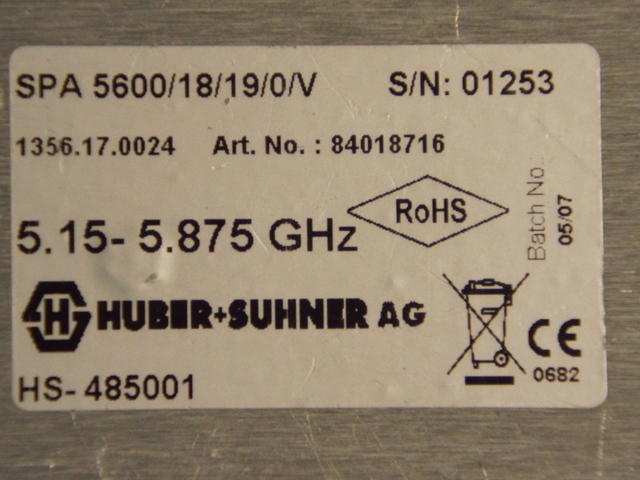 SPA 5600/18/19/0/V S/N: 01253
1356.17.0024 Art. No. : 84018716
5.15- 5.875 GHz
RoHS
Batch No.:
05/07
H HUBER+SUHNER AG
CE
0682
HS- 485001